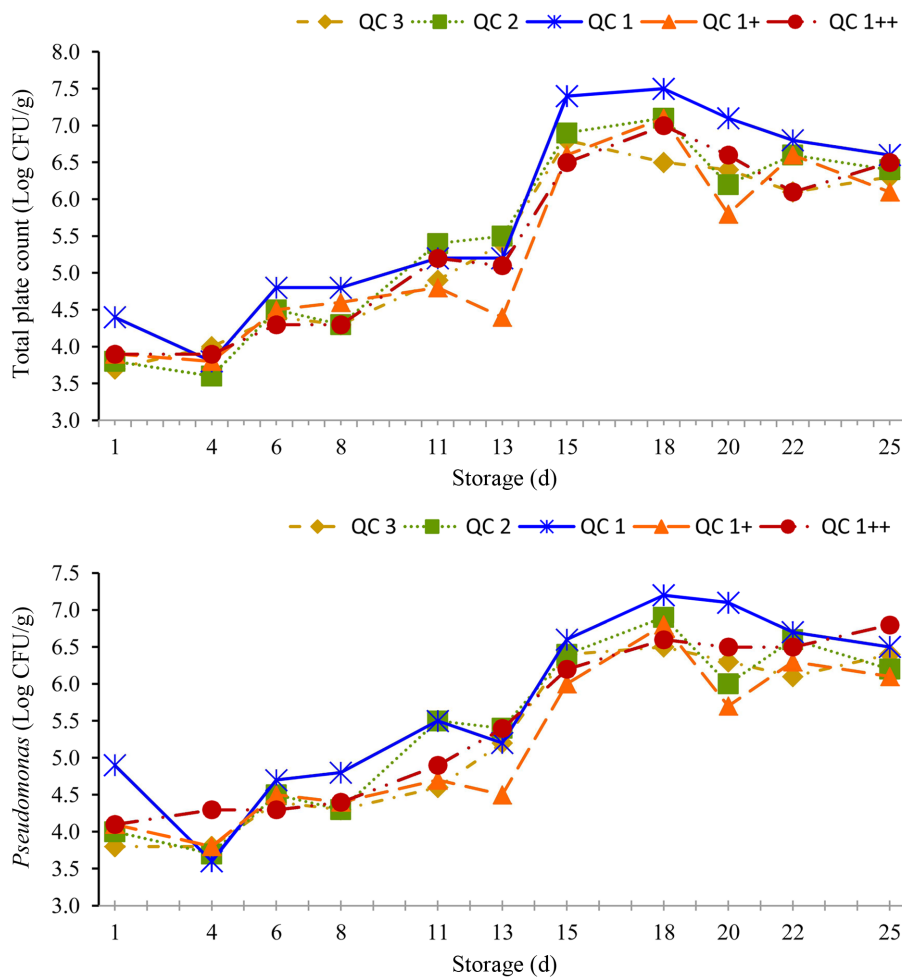 QC 3 QC 2 QC 1 QC 1+ QC 1++
Total plate count (Log CFU/g)
8.0
7.5
7.0
6.5
6.0
5.5
5.0
4.5
4.0
3.5
3.0
1 4 6 8 11 13 15 18 20 22 25
Storage (d)
QC 3 QC 2 QC 1 QC 1+ QC 1++
Pseudomonas (Log CFU/g)
7.5
7.0
6.5
6.0
5.5
5.0
4.5
4.0
3.5
3.0
1 4 6 8 11 13 15 18 20 22 25
Storage (d)